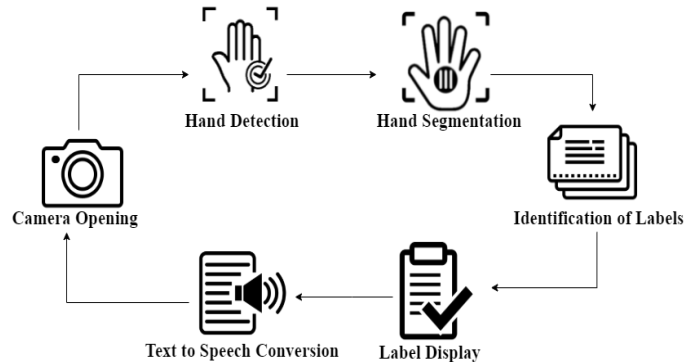 Hand Detection
Hand Segmentation
Camera Opening
Identification of Labels
Text to Speech Conversion
Label Display